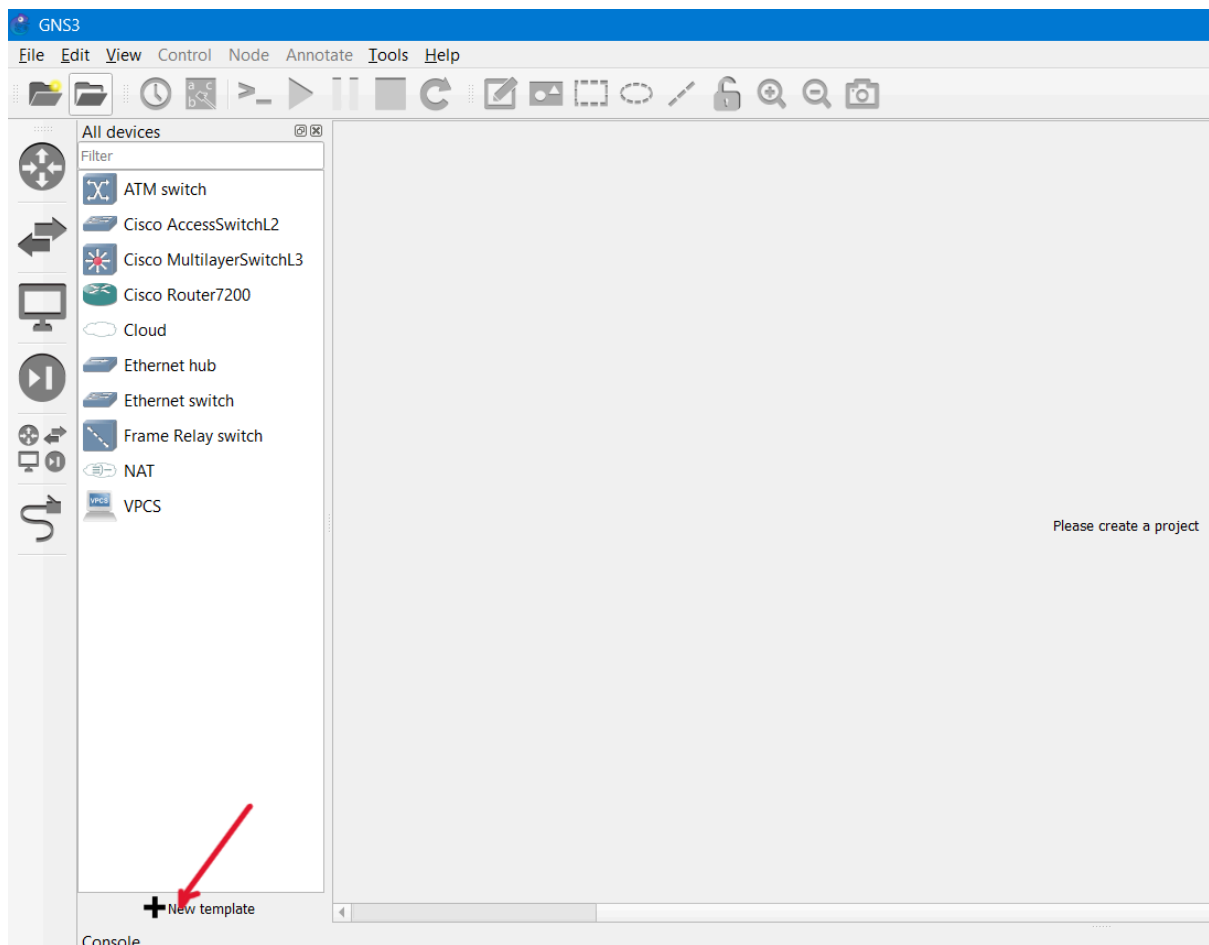 GNS3
File Edit View Control Node Annotate Tools Help
All devices
Filter
ATM switch
Cisco AccessSwitchL2
Cisco MultilayerSwitchL3
Cisco Router7200
Cloud
Ethernet hub
Ethernet switch
Frame Relay switch
NAT
VPCS
VPCS
Please create a project
New template
Console